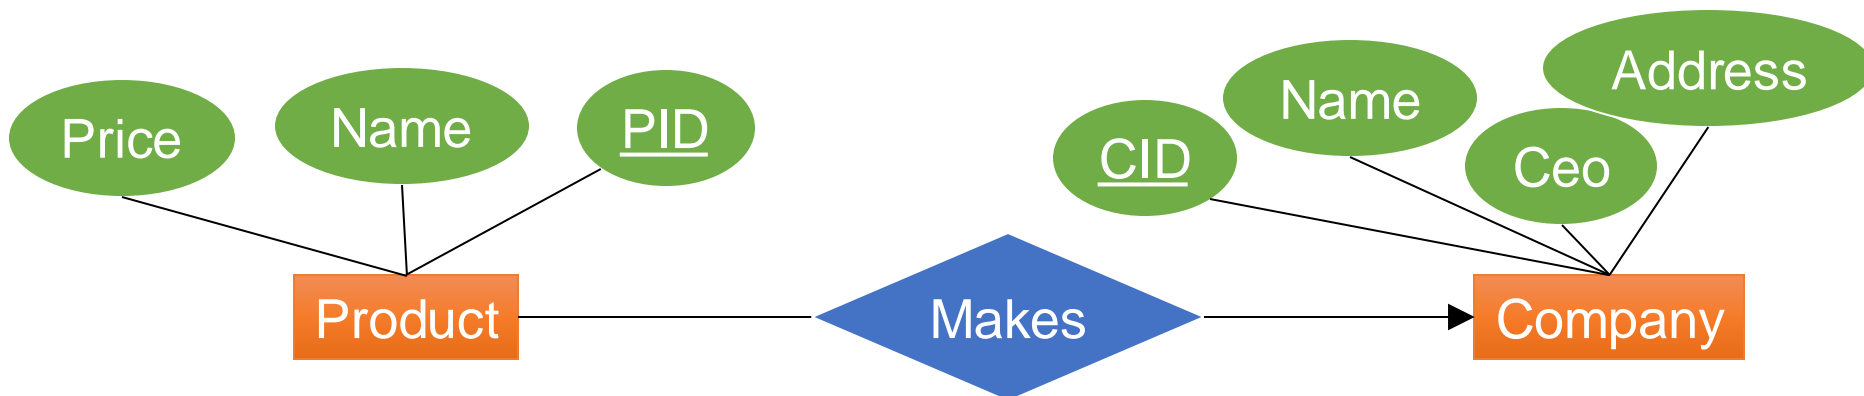 Price
Name
PID
CID
Name
Ceo
Address
Product
Makes
Company